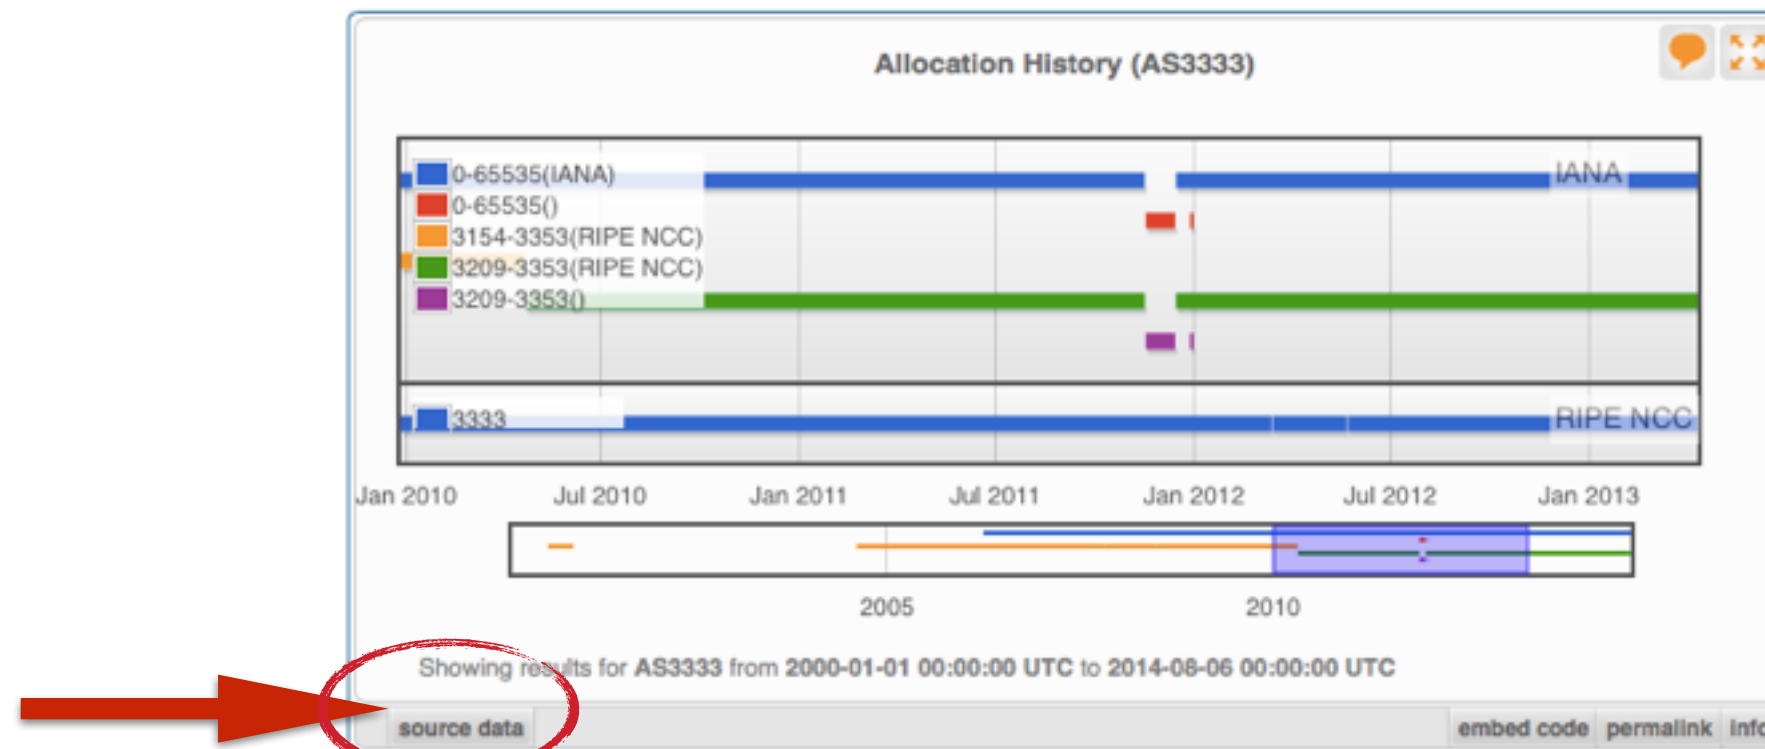 Allocation History (AS3333)
0-65535(IANA)
IANA
0-65535()
3154-3353(RIPE NCC)
3209-3353(RIPE NCC)
3209-3353()
3333
RIPE NCC
Jan 2010 Jul 2010 Jan 2011 Jul 2011 Jan 2012 Jul 2012 Jan 2013
2005 2010
Showing results for AS3333 from 2000-01-01 00:00:00 UTC to 2014-08-06 00:00:00 UTC
source data embed code permalink info